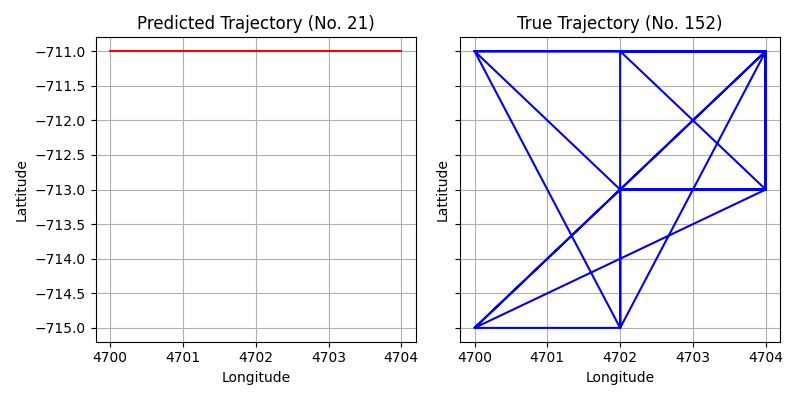 Predicted Trajectory (No. 21)
True Trajectory (No. 152)
Lattitude
−711.0
−711.5
−712.0
−712.5
−713.0
−713.5
−714.0
−714.5
−715.0
4700 4701 4702 4703 4704
Longitude
Lattitude
4700 4701 4702 4703 4704
Longitude